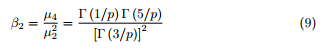 β₂ = μ₄ / μ₂² = Γ (1/p) Γ (5/p) / [Γ (3/p)]² (9)